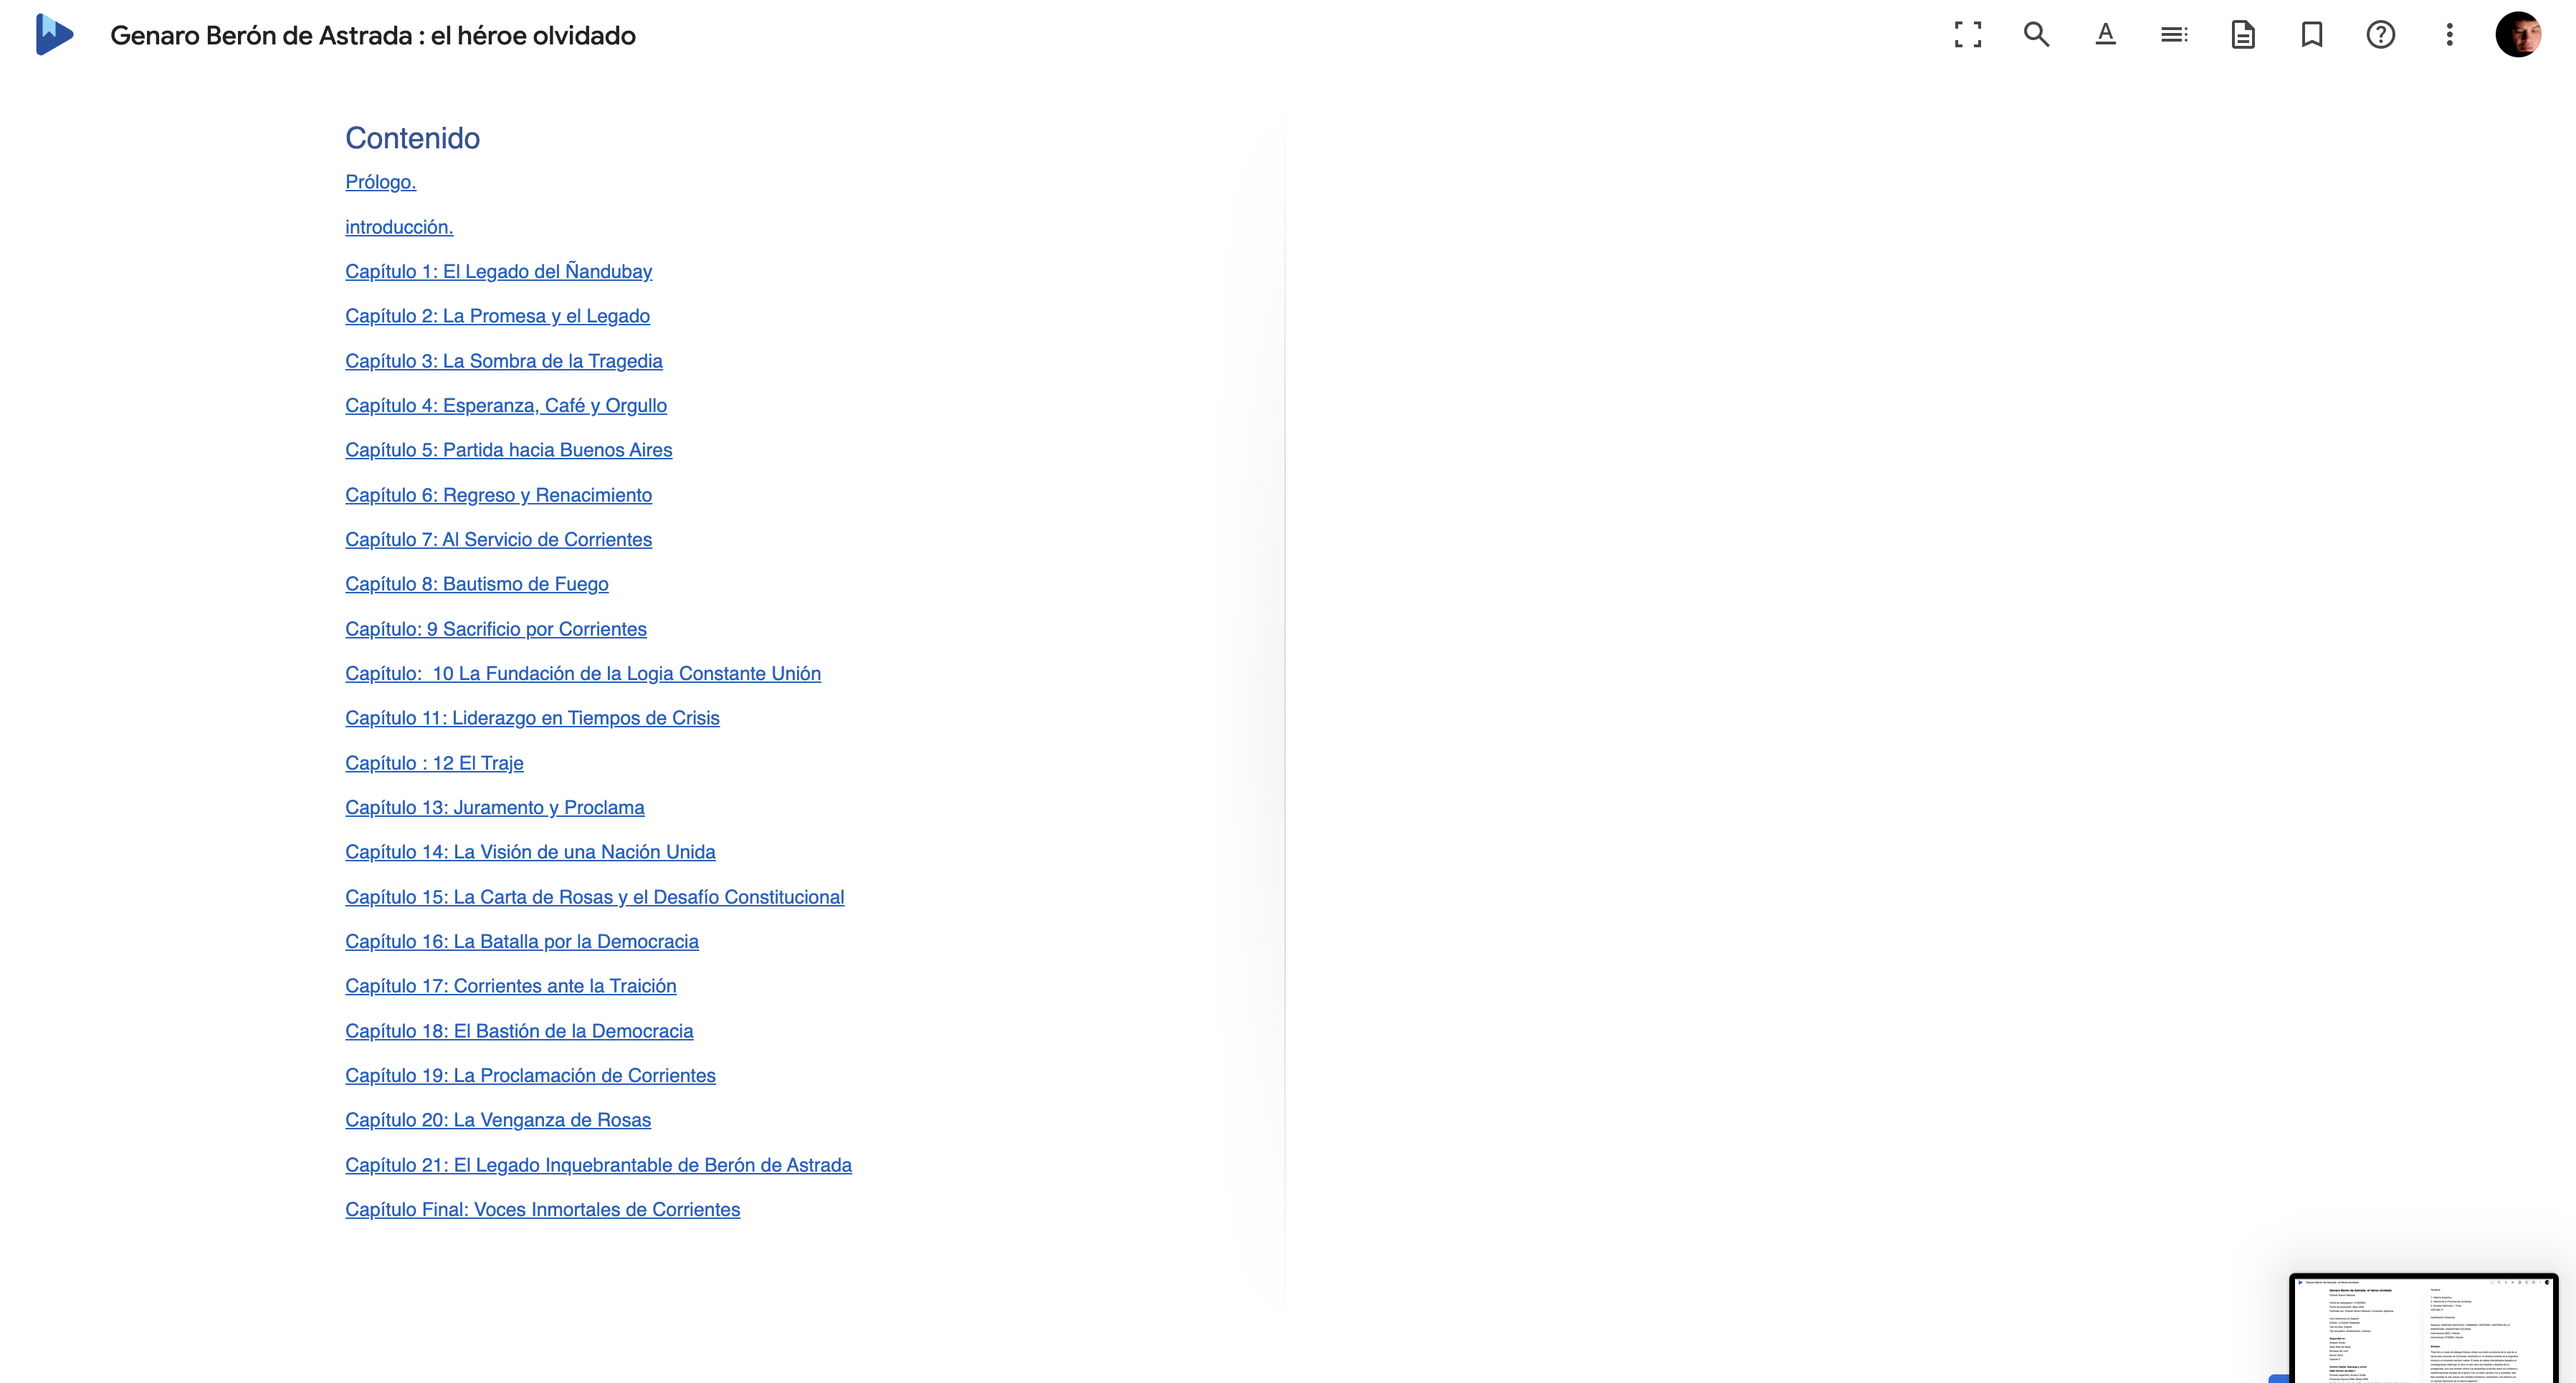 Genaro Berón de Astrada : el héroe olvidado
Contenido
Prólogo.
introducción.
Capítulo 1: El Legado del Ñandubay
Capítulo 2: La Promesa y el Legado
Capítulo 3: La Sombra de la Tragedia
Capítulo 4: Esperanza, Café y Orgullo
Capítulo 5: Partida hacia Buenos Aires
Capítulo 6: Regreso y Renacimiento
Capítulo 7: Al Servicio de Corrientes
Capítulo 8: Bautismo de Fuego
Capítulo: 9 Sacrificio por Corrientes
Capítulo:  10 La Fundación de la Logia Constante Unión
Capítulo 11: Liderazgo en Tiempos de Crisis
Capítulo : 12 El Traje
Capítulo 13: Juramento y Proclama
Capítulo 14: La Visión de una Nación Unida
Capítulo 15: La Carta de Rosas y el Desafío Constitucional
Capítulo 16: La Batalla por la Democracia
Capítulo 17: Corrientes ante la Traición
Capítulo 18: El Bastión de la Democracia
Capítulo 19: La Proclamación de Corrientes
Capítulo 20: La Venganza de Rosas
Capítulo 21: El Legado Inquebrantable de Berón de Astrada
Capítulo Final: Voces Inmortales de Corrientes